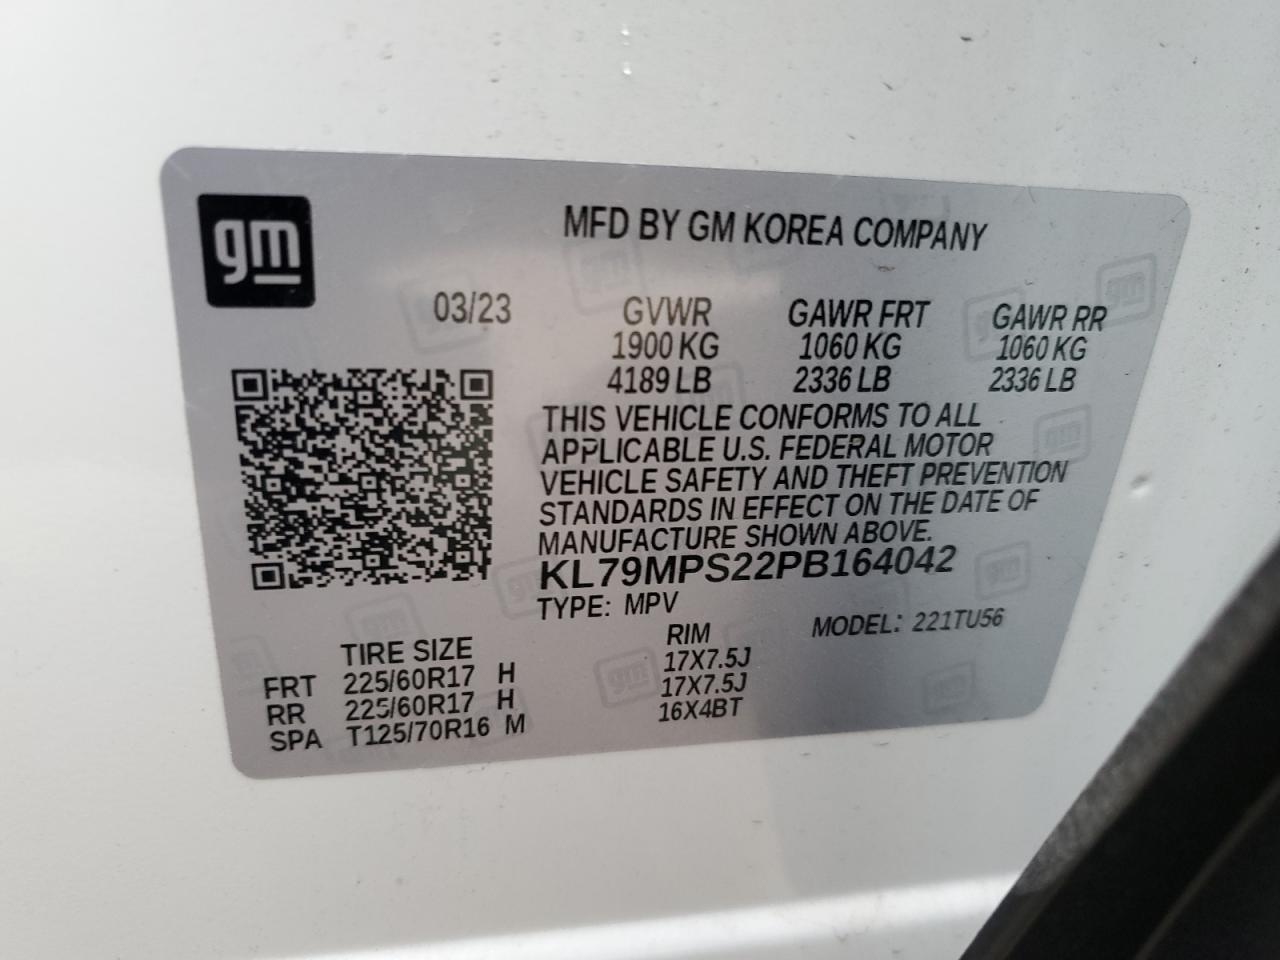 gm
MFD BY GM KOREA COMPANY
03/23 GVWR GAWR FRT GAWR RR
1900 KG 1060 KG 1060 KG
4189 LB 2336 LB 2336 LB
THIS VEHICLE CONFORMS TO ALL
APPLICABLE U.S. FEDERAL MOTOR
VEHICLE SAFETY AND THEFT PREVENTION
STANDARDS IN EFFECT ON THE DATE OF
MANUFACTURE SHOWN ABOVE.
KL79MPS22PB164042
TYPE: MPV MODEL: 221TU56
TIRE SIZE RIM
FRT 225/60R17 H 17X7.5J
RR 225/60R17 H 17X7.5J
SPA T125/70R16 M 16X4BT